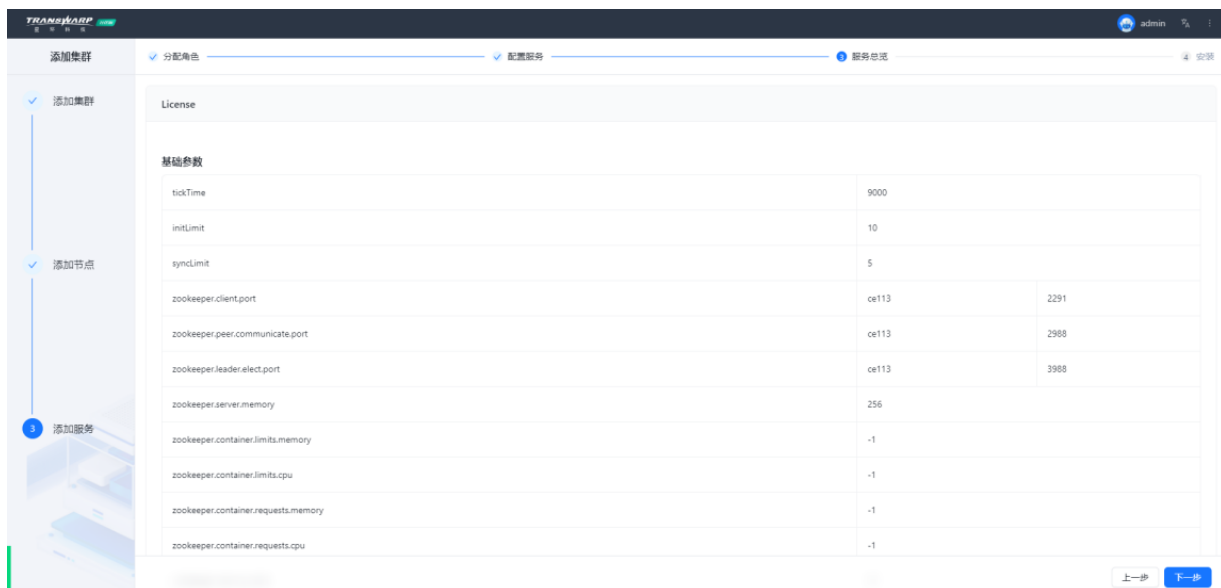 TRANSWARP
星环科技
admin
添加集群
分配角色
配置服务
3 服务总览
4 安装
添加集群
License
基础参数
tickTime 9000
initLimit 10
添加节点
syncLimit 5
zookeeper.client.port ce113 2291
zookeeper.peer.communicate.port ce113 2988
zookeeper.leader.elect.port ce113 3988
zookeeper.server.memory 256
3 添加服务
zookeeper.container.limits.memory -1
zookeeper.container.limits.cpu -1
zookeeper.container.requests.memory -1
zookeeper.container.requests.cpu -1
上一步 下一步